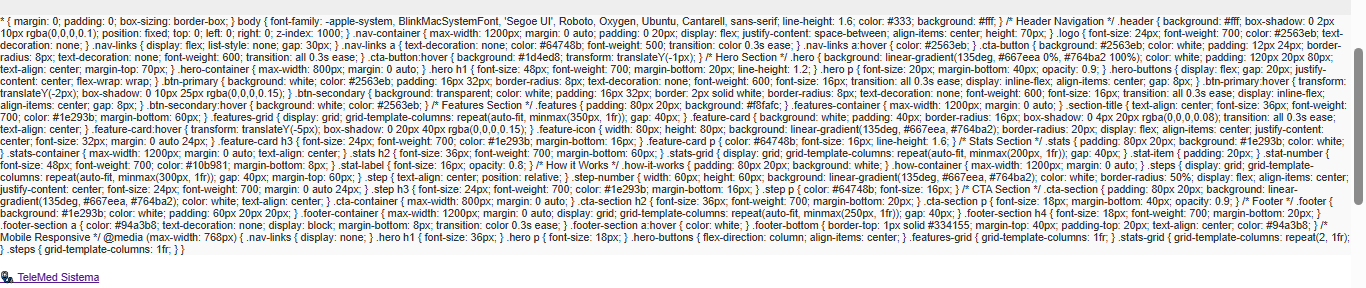 * { margin: 0; padding: 0; box-sizing: border-box; } body { font-family: -apple-system, BlinkMacSystemFont, 'Segoe UI', Roboto, Oxygen, Ubuntu, Cantarell, sans-serif; line-height: 1.6; color: #333; background: #fff; } /* Header Navigation */ .header { background: #fff; box-shadow: 0 2px
10px rgba(0,0,0,0.1); position: fixed; top: 0; left: 0; right: 0; z-index: 1000; } .nav-container { max-width: 1200px; margin: 0 auto; padding: 0 20px; display: flex; justify-content: space-between; align-items: center; height: 70px; } .logo { font-size: 24px; font-weight: 700; color: #2563eb; text-
decoration: none; } .nav-links { display: flex; list-style: none; gap: 30px; } .nav-links a { text-decoration: none; color: #64748b; font-weight: 500; transition: color 0.3s ease; } .nav-links a:hover { color: #2563eb; } .cta-button { background: #2563eb; color: white; padding: 12px 24px; border-
radius: 8px; text-decoration: none; font-weight: 600; transition: all 0.3s ease; } .cta-button:hover { background: #1d4ed8; transform: translateY(-1px); } /* Hero Section */ .hero { background: linear-gradient(135deg, #667eea 0%, #764ba2 100%); color: white; padding: 120px 20px 80px;
text-align: center; margin-top: 70px; } .hero-container { max-width: 800px; margin: 0 auto; } .hero h1 { font-size: 48px; font-weight: 700; margin-bottom: 20px; line-height: 1.2; } .hero p { font-size: 20px; margin-bottom: 40px; opacity: 0.9; } .hero-buttons { display: flex; gap: 20px; justify-
content: center; flex-wrap: wrap; } .btn-primary { background: white; color: #2563eb; padding: 16px 32px; border-radius: 8px; text-decoration: none; font-weight: 600; font-size: 16px; transition: all 0.3s ease; display: inline-flex; align-items: center; gap: 8px; } .btn-primary:hover { transform:
translateY(-2px); box-shadow: 0 10px 25px rgba(0,0,0,0.15); } .btn-secondary { background: transparent; color: white; padding: 16px 32px; border: 2px solid white; border-radius: 8px; text-decoration: none; font-weight: 600; font-size: 16px; transition: all 0.3s ease; display: inline-flex;
align-items: center; gap: 8px; } .btn-secondary:hover { background: white; color: #2563eb; } /* Features Section */ .features { padding: 80px 20px; background: #f8fafc; } .features-container { max-width: 1200px; margin: 0 auto; } .section-title { text-align: center; font-size: 36px; font-weight:
700; color: #1e293b; margin-bottom: 60px; } .features-grid { display: grid; grid-template-columns: repeat(auto-fit, minmax(350px, 1fr)); gap: 40px; } .feature-card { background: white; padding: 40px; border-radius: 16px; box-shadow: 0 4px 20px rgba(0,0,0,0.08); transition: all 0.3s ease;
text-align: center; } .feature-card:hover { transform: translateY(-5px); box-shadow: 0 20px 40px rgba(0,0,0,0.15); } .feature-icon { width: 80px; height: 80px; background: linear-gradient(135deg, #667eea, #764ba2); border-radius: 20px; display: flex; align-items: center; justify-content:
center; font-size: 32px; margin: 0 auto 24px; } .feature-card h3 { font-size: 24px; font-weight: 700; color: #1e293b; margin-bottom: 16px; } .feature-card p { color: #64748b; font-size: 16px; line-height: 1.6; } /* Stats Section */ .stats { padding: 80px 20px; background: #1e293b; color: white;
} .stats-container { max-width: 1200px; margin: 0 auto; text-align: center; } .stats h2 { font-size: 36px; font-weight: 700; margin-bottom: 60px; } .stats-grid { display: grid; grid-template-columns: repeat(auto-fit, minmax(200px, 1fr)); gap: 40px; } .stat-item { padding: 20px; } .stat-number {
font-size: 48px; font-weight: 700; color: #10b981; margin-bottom: 8px; } .stat-label { font-size: 16px; opacity: 0.8; } /* How it Works */ .how-it-works { padding: 80px 20px; background: white; } .how-container { max-width: 1200px; margin: 0 auto; } .steps { display: grid; grid-template-
columns: repeat(auto-fit, minmax(300px, 1fr)); gap: 40px; margin-top: 60px; } .step { text-align: center; position: relative; } .step-number { width: 60px; height: 60px; background: linear-gradient(135deg, #667eea, #764ba2); color: white; border-radius: 50%; display: flex; align-items: center;
justify-content: center; font-size: 24px; font-weight: 700; margin: 0 auto 24px; } .step h3 { font-size: 24px; font-weight: 700; color: #1e293b; margin-bottom: 16px; } .step p { color: #64748b; font-size: 16px; } /* CTA Section */ .cta-section { padding: 80px 20px; background: linear-
gradient(135deg, #667eea, #764ba2); color: white; text-align: center; } .cta-container { max-width: 800px; margin: 0 auto; } .cta-section h2 { font-size: 36px; font-weight: 700; margin-bottom: 20px; } .cta-section p { font-size: 18px; margin-bottom: 40px; opacity: 0.9; } /* Footer */ .footer {
background: #1e293b; color: white; padding: 60px 20px 20px; } .footer-container { max-width: 1200px; margin: 0 auto; display: grid; grid-template-columns: repeat(auto-fit, minmax(250px, 1fr)); gap: 40px; } .footer-section h4 { font-size: 18px; font-weight: 700; margin-bottom: 20px; }
.footer-section a { color: #94a3b8; text-decoration: none; display: block; margin-bottom: 8px; transition: color 0.3s ease; } .footer-section a:hover { color: white; } .footer-bottom { border-top: 1px solid #334155; margin-top: 40px; padding-top: 20px; text-align: center; color: #94a3b8; } /*
Mobile Responsive */ @media (max-width: 768px) { .nav-links { display: none; } .hero h1 { font-size: 36px; } .hero p { font-size: 18px; } .hero-buttons { flex-direction: column; align-items: center; } .features-grid { grid-template-columns: 1fr; } .stats-grid { grid-template-columns: repeat(2, 1fr);
} .steps { grid-template-columns: 1fr; } }
TeleMed Sistema